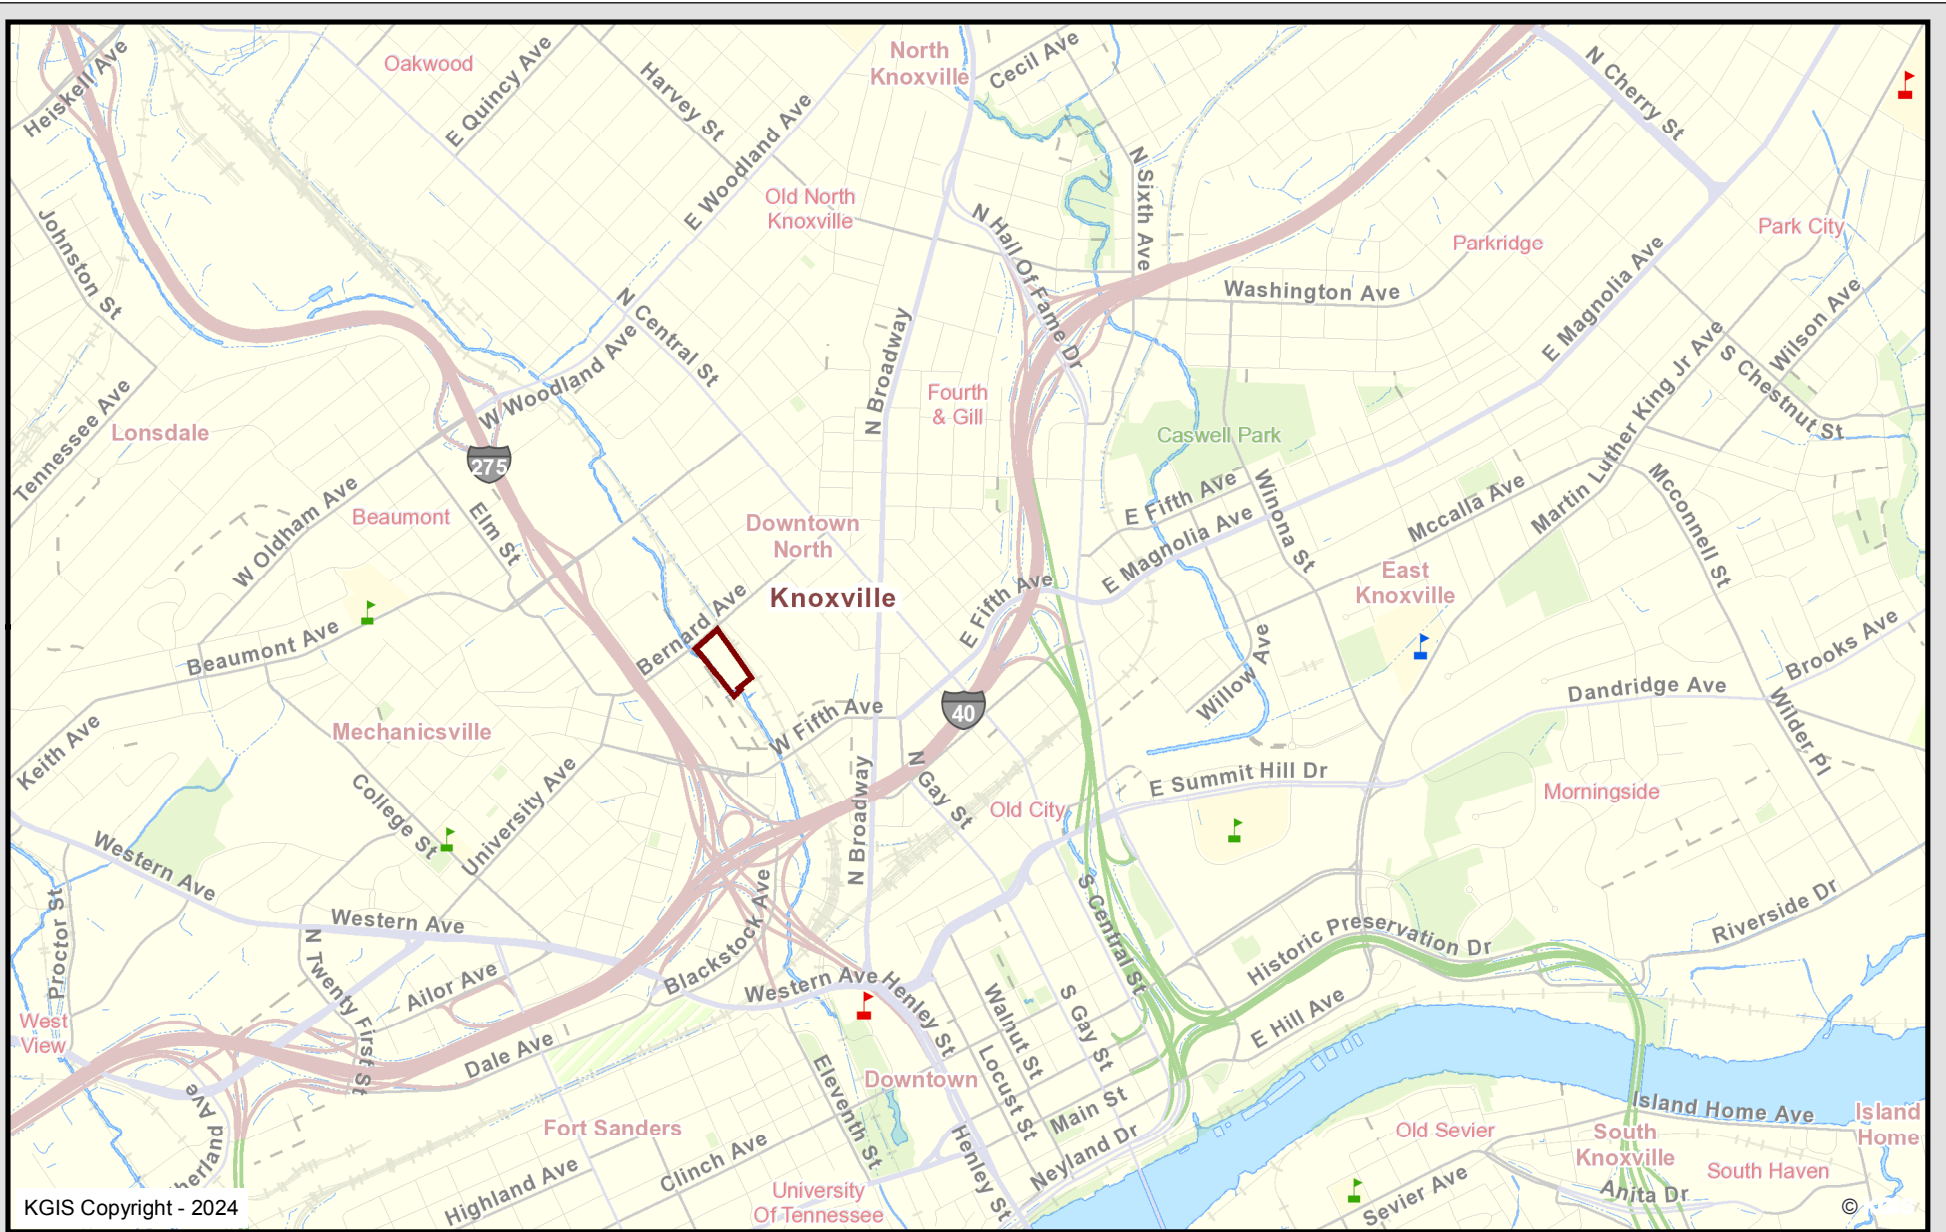 Heiskell Ave
Oakwood
E Quincy Ave
Harvey St
North
Knoxville
Cecil Ave
N Cherry St
E Woodland Ave
Old North
Knoxville
N Sixth Ave
N Hall Of Fame Dr
Parkridge
Park City
Johnston St
Washington Ave
E Magnolia Ave
Wilson Ave
N Central St
W Woodland Ave
N Broadway
Fourth
& Gill
Martin Luther King Jr Ave
S Chestnut St
Tennessee Ave
Lonsdale
275
Caswell Park
W Oldham Ave
Beaumont
Elm St
Downtown
North
E Fifth Ave
E Magnolia Ave
Winona St
Mccalla Ave
Mcconnell St
Knoxville
E Fifth Ave
East
Knoxville
Bernard Ave
Beaumont Ave
Willow Ave
Brooks Ave
Dandridge Ave
Wilder Pl
Keith Ave
Mechanicsville
W Fifth Ave
40
N Gay St
E Summit Hill Dr
Morningside
College St
University Ave
N Broadway
Old City
Western Ave
Western Ave
Proctor St
N Twenty First St
Ailor Ave
Blackstock Ave
Western Ave
Henley St
S Central St
Historic Preservation Dr
Riverside Dr
West
View
Dale Ave
Walnut St
S Gay St
E Hill Ave
Eleventh St
Downtown
Locust St
Main St
Island Home Ave
Island
Home
Fort Sanders
Clinch Ave
Highland Ave
Henley St
Neyland Dr
Old Sevier
South
Knoxville
South Haven
University
Of Tennessee
Sevier Ave
Anita Dr
herland Ave
KGIS Copyright - 2024
©